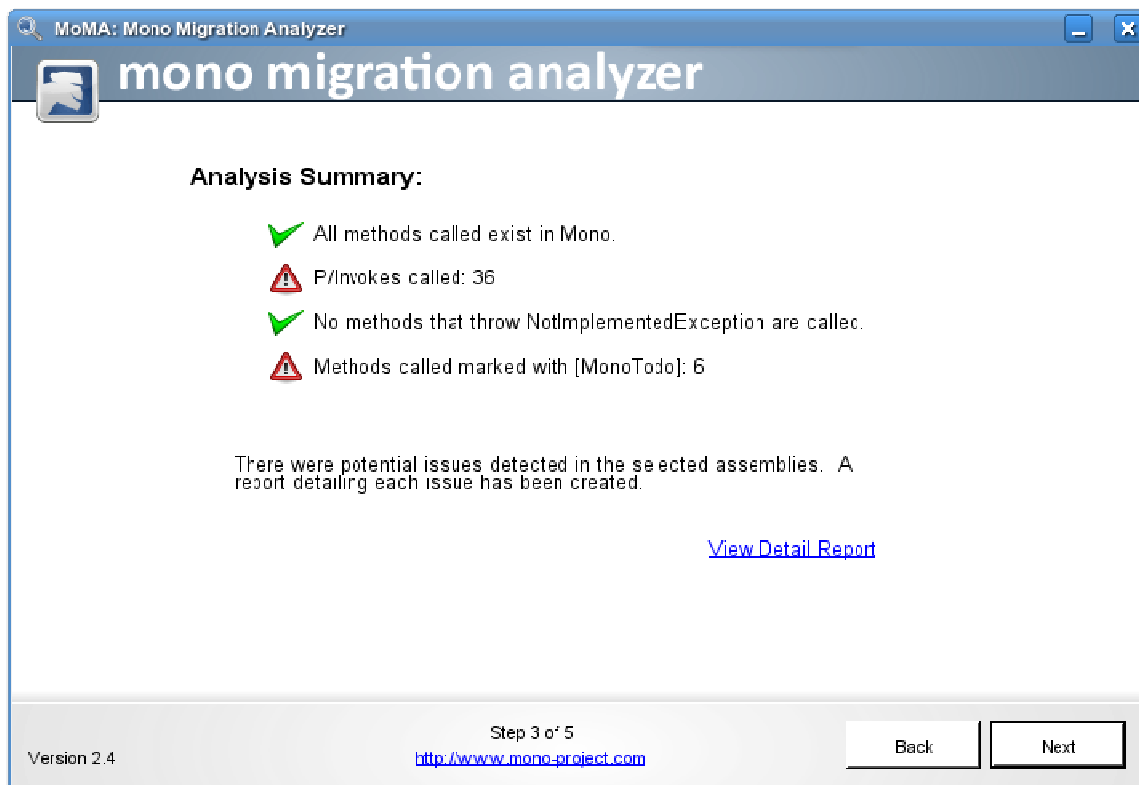 MoMA: Mono Migration Analyzer
mono migration analyzer
Analysis Summary:
All methods called exist in Mono.
P/Invokes called: 36
No methods that throw NotImplementedException are called.
Methods called marked with [MonoTodo]: 6
There were potential issues detected in the selected assemblies. A
report detailing each issue has been created.
View Detail Report
Step 3 of 5
Version 2.4
http://www.mono-project.com
Back
Next